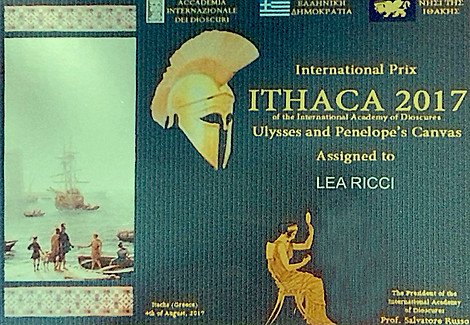 ACCADEMIA
INTERNAZIONALE
DEI DIOSCURI
ΕΛΛΗΝΙΚΗ
ΔΗΜΟΚΡΑΤΙΑ
ΝΗΣΙ ΤΗΣ
ΙΘΑΚΗΣ
International Prix
ITHACA 2017
of the International Academy of Dioscures
Ulysses and Penelope's Canvas
Assigned to
LEA RICCI
Itacha (Greece)
4th of August, 2017
The President of the
International Academy
of Dioscures
Prof. Salvatore Russo